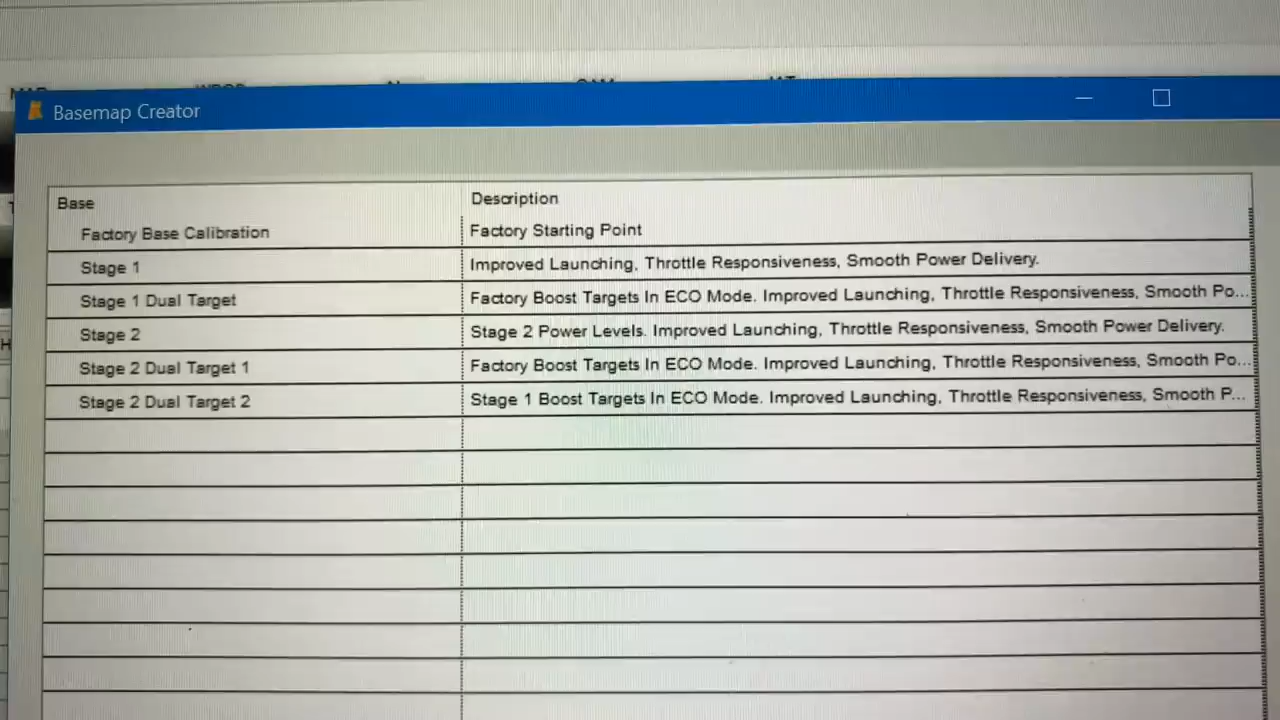 Basemap Creator
Base Description
Factory Base Calibration Factory Starting Point
Stage 1 Improved Launching, Throttle Responsiveness, Smooth Power Delivery.
Stage 1 Dual Target Factory Boost Targets In ECO Mode. Improved Launching, Throttle Responsiveness, Smooth Po...
Stage 2 Stage 2 Power Levels. Improved Launching, Throttle Responsiveness, Smooth Power Delivery.
Stage 2 Dual Target 1 Factory Boost Targets In ECO Mode. Improved Launching, Throttle Responsiveness, Smooth Po...
Stage 2 Dual Target 2 Stage 1 Boost Targets In ECO Mode. Improved Launching, Throttle Responsiveness, Smooth P...